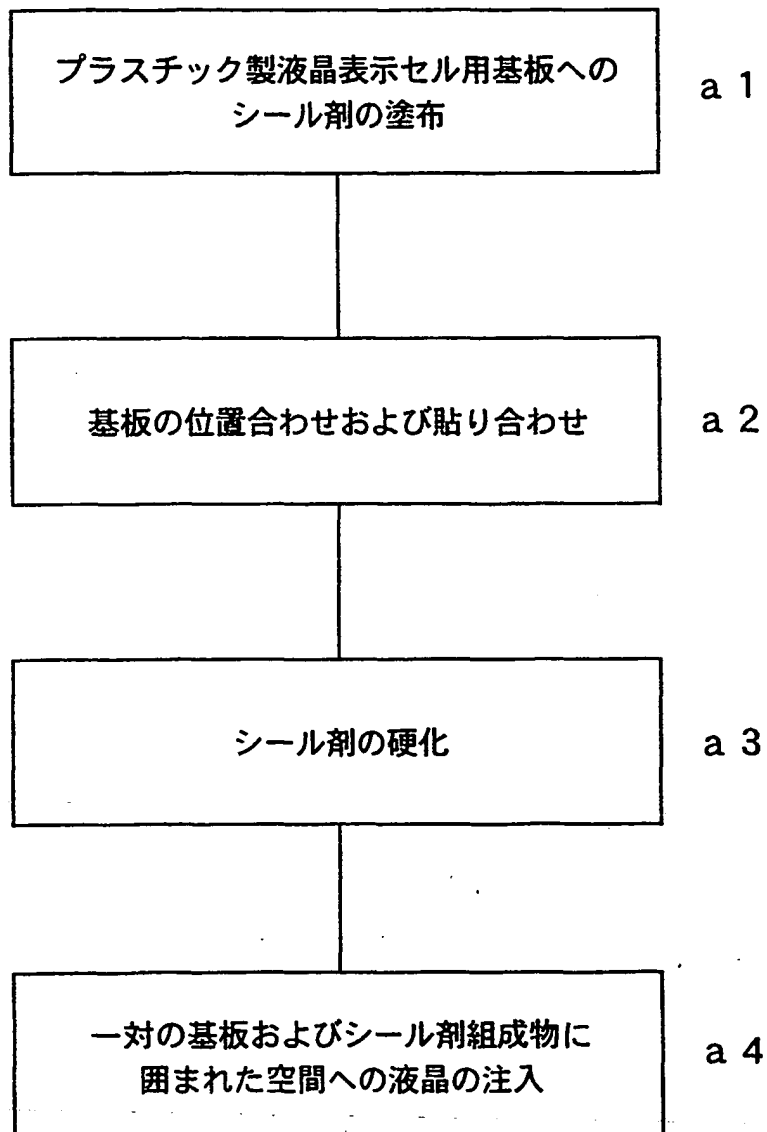 プラスチック製液晶表示セル用基板への
シール剤の塗布
a 1
基板の位置合わせおよび貼り合わせ
a 2
シール剤の硬化
a 3
一対の基板およびシール剤組成物に
囲まれた空間への液晶の注入
a 4